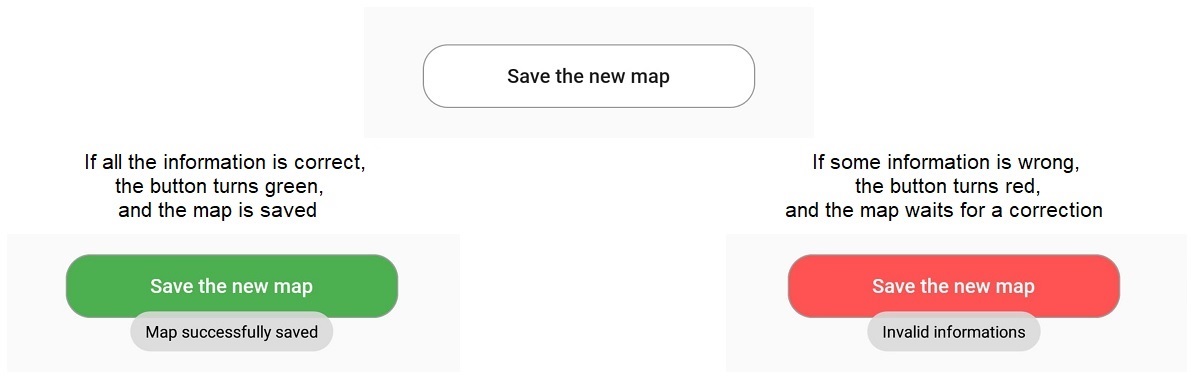 Save the new map
If all the information is correct,
the button turns green,
and the map is saved
Save the new map
Map successfully saved
If some information is wrong,
the button turns red,
and the map waits for a correction
Save the new map
Invalid informations